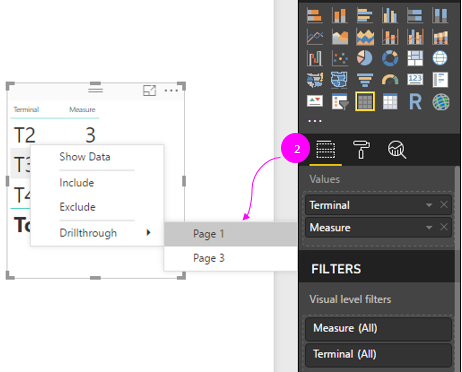 Terminal Measure
T2 3
T3
T4
To
Show Data
Include
Exclude
Drillthrough
Page 1
Page 3
2
123
R
Values
Terminal
Measure
FILTERS
Visual level filters
Measure (All)
Terminal (All)